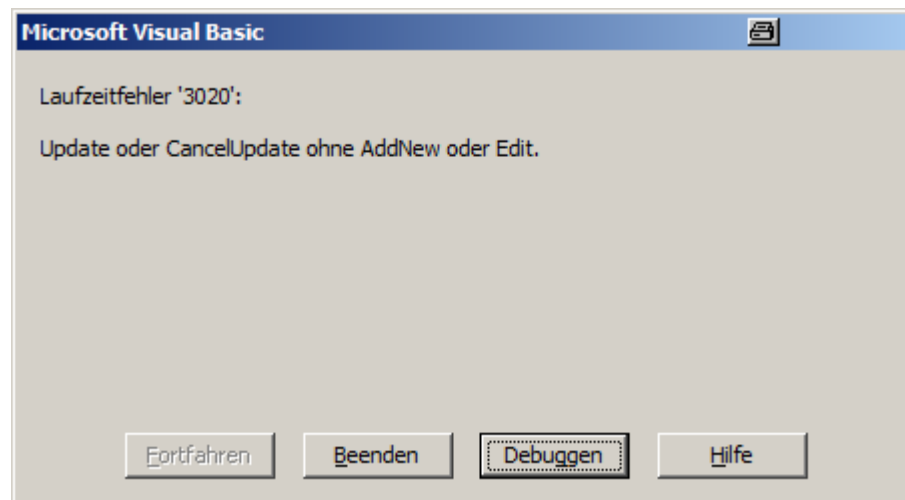 Microsoft Visual Basic
Laufzeitfehler '3020':
Update oder CancelUpdate ohne AddNew oder Edit.
Fortfahren Beenden Debuggen Hilfe